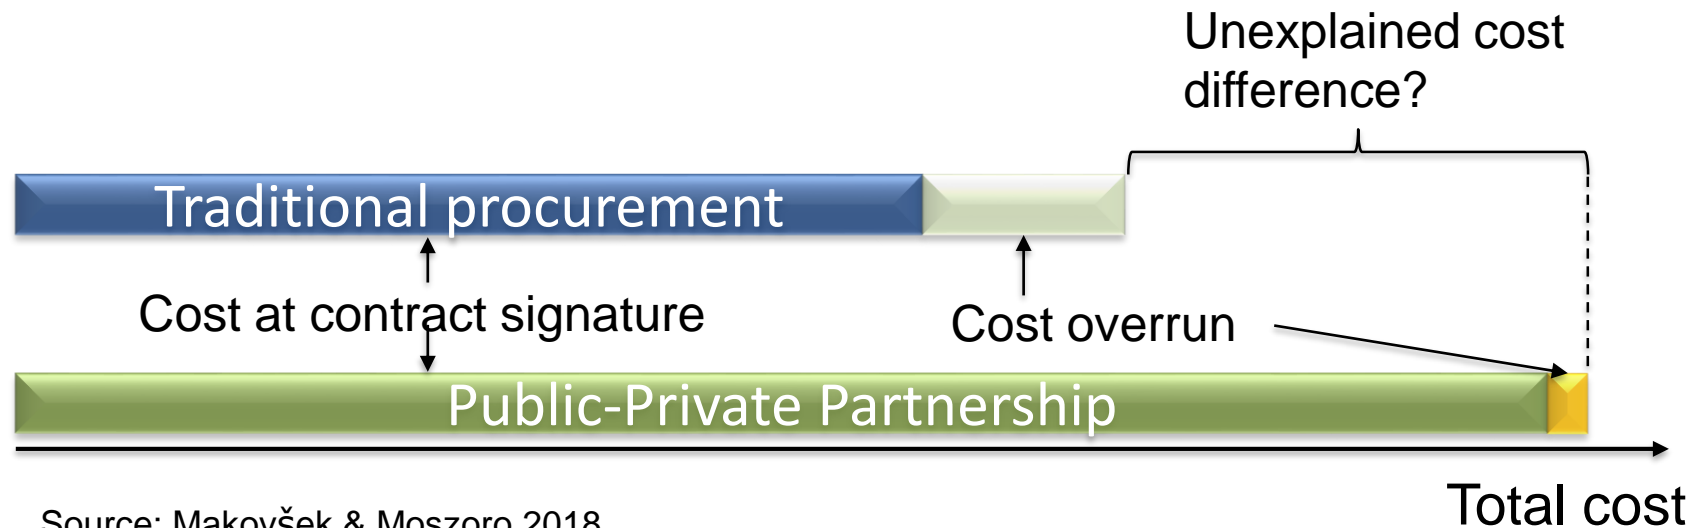 Unexplained cost
difference?
Traditional procurement
Cost at contract signature
Cost overrun
Public-Private Partnership
Total cost
Source: Makovšek & Moszoro 2018